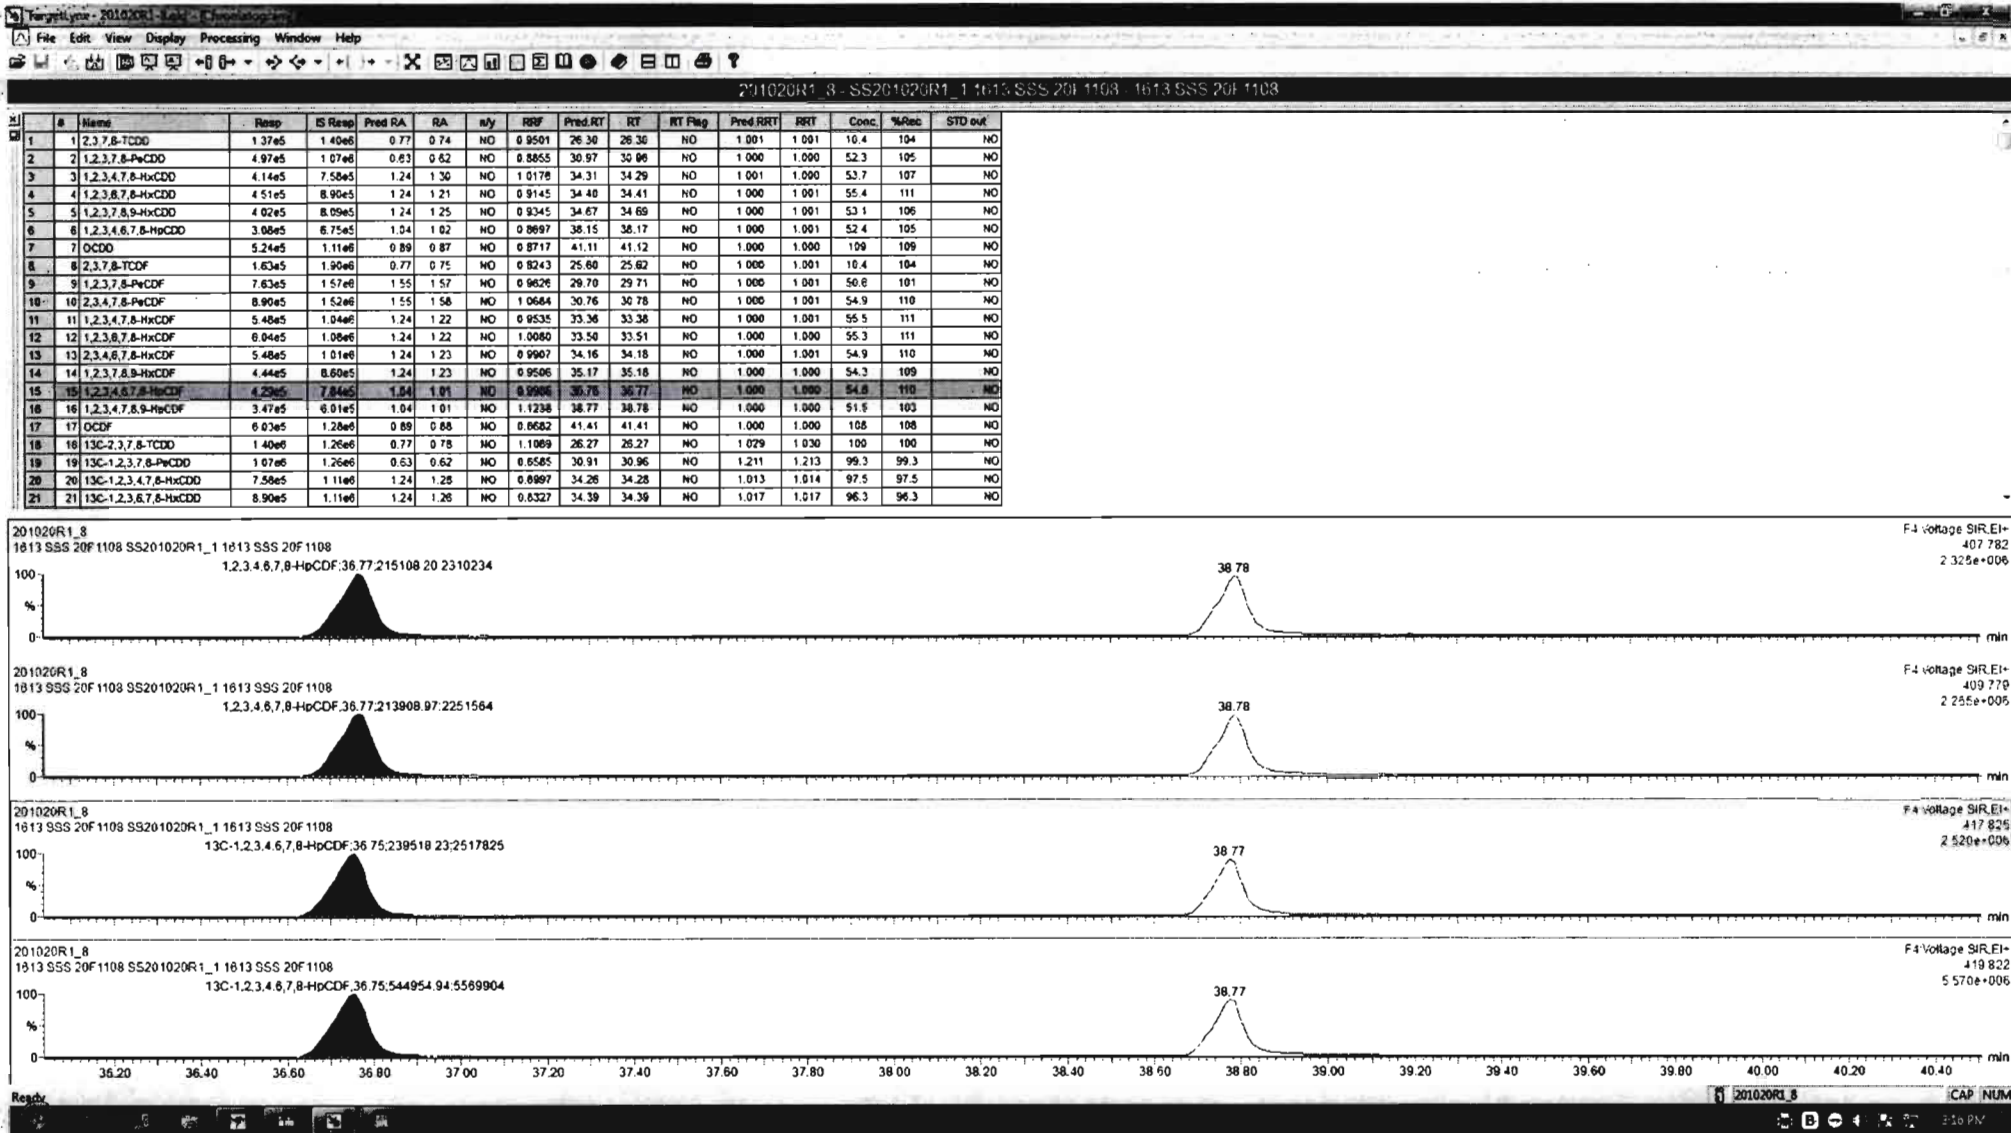 TargetLynx - 201020R1-8.qld - [Chromatogram]
File Edit View Display Processing Window Help
201020R1_8 - SS201020R1_1 1613 SSS 20F1108 - 1613 SSS 20F1108
# Name Resp IS Resp Pred RA RA n/y RRF Pred.RT RT RT Flag Pred.RRT RRT Conc. %Rec STD out
1 1 2,3,7,8-TCDD 1.37e5 1.40e6 0.77 0.74 NO 0.9501 26.30 26.30 NO 1.001 1.001 10.4 104 NO
2 2 1,2,3,7,8-PeCDD 4.97e5 1.07e6 0.63 0.62 NO 0.8855 30.97 30.96 NO 1.000 1.000 52.3 105 NO
3 3 1,2,3,4,7,8-HxCDD 4.14e5 7.58e5 1.24 1.30 NO 1.0176 34.31 34.29 NO 1.001 1.000 53.7 107 NO
4 4 1,2,3,6,7,8-HxCDD 4.51e5 8.90e5 1.24 1.21 NO 0.9145 34.40 34.41 NO 1.000 1.001 55.4 111 NO
5 5 1,2,3,7,8,9-HxCDD 4.02e5 8.09e5 1.24 1.25 NO 0.9345 34.67 34.69 NO 1.000 1.001 53.1 106 NO
6 6 1,2,3,4,6,7,8-HpCDD 3.08e5 6.75e5 1.04 1.02 NO 0.8697 38.15 38.17 NO 1.000 1.001 52.4 105 NO
7 7 OCDD 5.24e5 1.11e6 0.89 0.87 NO 0.8717 41.11 41.12 NO 1.000 1.000 109 109 NO
8 8 2,3,7,8-TCDF 1.63e5 1.90e6 0.77 0.75 NO 0.8243 25.60 25.62 NO 1.000 1.001 10.4 104 NO
9 9 1,2,3,7,8-PeCDF 7.63e5 1.57e6 1.55 1.57 NO 0.9626 29.70 29.71 NO 1.000 1.001 50.6 101 NO
10 10 2,3,4,7,8-PeCDF 8.90e5 1.52e6 1.55 1.58 NO 1.0684 30.76 30.78 NO 1.000 1.001 54.9 110 NO
11 11 1,2,3,4,7,8-HxCDF 5.48e5 1.04e6 1.24 1.22 NO 0.9535 33.36 33.38 NO 1.000 1.001 55.5 111 NO
12 12 1,2,3,6,7,8-HxCDF 6.04e5 1.08e6 1.24 1.22 NO 1.0080 33.50 33.51 NO 1.000 1.000 55.3 111 NO
13 13 2,3,4,6,7,8-HxCDF 5.48e5 1.01e6 1.24 1.23 NO 0.9907 34.16 34.18 NO 1.000 1.001 54.9 110 NO
14 14 1,2,3,7,8,9-HxCDF 4.44e5 8.60e5 1.24 1.23 NO 0.9506 35.17 35.18 NO 1.000 1.000 54.3 109 NO
15 15 1,2,3,4,6,7,8-HpCDF 4.29e5 7.84e5 1.04 1.01 NO 0.9986 36.76 36.77 NO 1.000 1.000 54.8 110 NO
16 16 1,2,3,4,7,8,9-HpCDF 3.47e5 6.01e5 1.04 1.01 NO 1.1236 38.77 38.78 NO 1.000 1.000 51.5 103 NO
17 17 OCDF 6.03e5 1.28e6 0.89 0.88 NO 0.8682 41.41 41.41 NO 1.000 1.000 108 108 NO
18 18 13C-2,3,7,8-TCDD 1.40e6 1.26e6 0.77 0.78 NO 1.1089 26.27 26.27 NO 1.029 1.030 100 100 NO
19 19 13C-1,2,3,7,8-PeCDD 1.07e6 1.26e6 0.63 0.62 NO 0.8585 30.91 30.96 NO 1.211 1.213 99.3 99.3 NO
20 20 13C-1,2,3,4,7,8-HxCDD 7.58e5 1.11e6 1.24 1.28 NO 0.6997 34.26 34.28 NO 1.013 1.014 97.5 97.5 NO
21 21 13C-1,2,3,6,7,8-HxCDD 8.90e5 1.11e6 1.24 1.26 NO 0.8327 34.39 34.39 NO 1.017 1.017 96.3 96.3 NO
201020R1_8 F4:Voltage SIR,EI+
1613 SSS 20F1108 SS201020R1_1 1613 SSS 20F1108 407.782
2.325e+006
1,2,3,4,6,7,8-HpCDF;36.77;215108.20;2310234 38.78
100
%
0 min
201020R1_8 F4:Voltage SIR,EI+
1613 SSS 20F1108 SS201020R1_1 1613 SSS 20F1108 409.779
2.265e+006
1,2,3,4,6,7,8-HpCDF;36.77;213908.97;2251564 38.78
100
%
0 min
201020R1_8 F4:Voltage SIR,EI+
1613 SSS 20F1108 SS201020R1_1 1613 SSS 20F1108 417.825
2.520e+006
13C-1,2,3,4,6,7,8-HpCDF;36.75;239518.23;2517825 38.77
100
%
0 min
201020R1_8 F4:Voltage SIR,EI+
1613 SSS 20F1108 SS201020R1_1 1613 SSS 20F1108 419.822
5.570e+006
13C-1,2,3,4,6,7,8-HpCDF;36.75;544954.94;5569904 38.77
100
%
0 min
36.20 36.40 36.60 36.80 37.00 37.20 37.40 37.60 37.80 38.00 38.20 38.40 38.60 38.80 39.00 39.20 39.40 39.60 39.80 40.00 40.20 40.40
Ready 201020R1_8 CAP NUM
3:16 PM